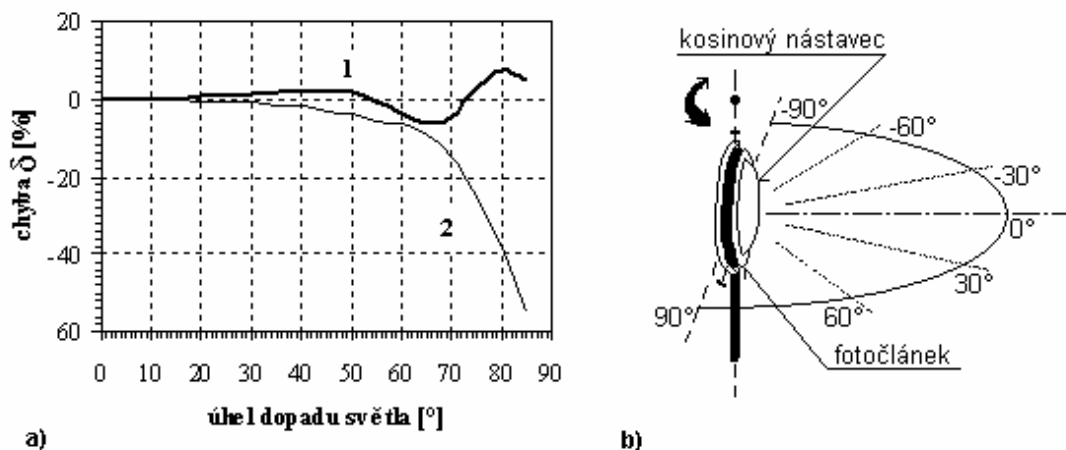 20
0
-20
-40
60
chyba δ [%]
1
2
0 10 20 30 40 50 60 70 80 90
úhel dopadu světla [°]
a)
kosinový nástavec
-90°
-60°
-30°
0°
30°
60°
90°
fotočlánek
b)